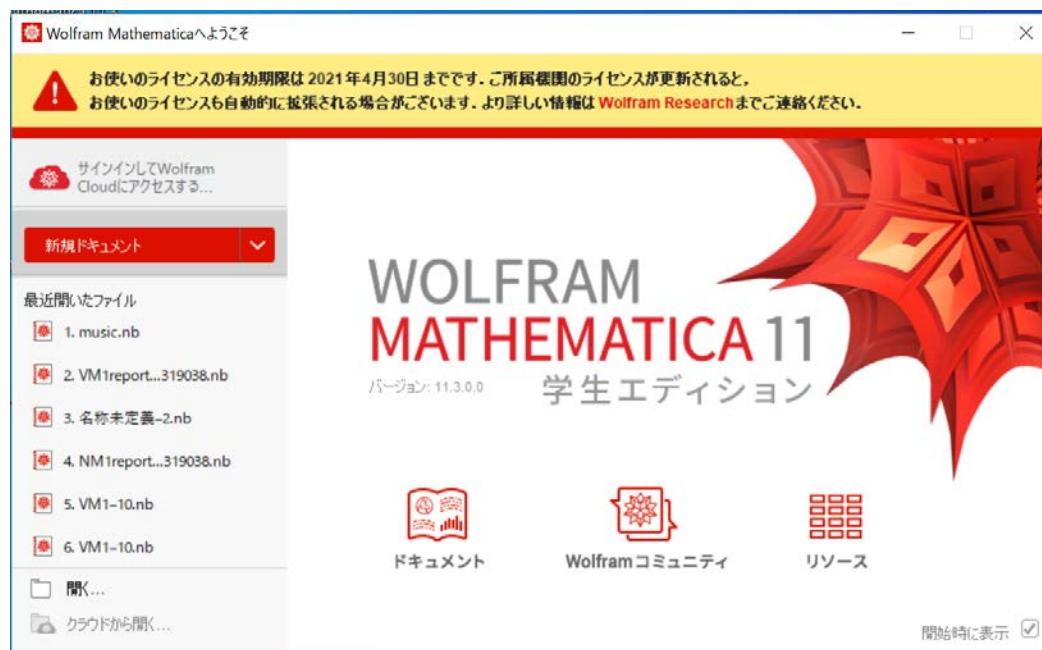 Wolfram Mathematicaへようこそ
お使いのライセンスの有効期限は 2021年4月30日 までです. ご所属機関のライセンスが更新されると,
お使いのライセンスも自動的に拡張される場合がございます. より詳しい情報は Wolfram Researchまでご連絡ください.
サインインしてWolfram
Cloudにアクセスする...
新規ドキュメント
最近開いたファイル
1. music.nb
2. VM1report...319038.nb
3. 名称未定義-2.nb
4. NM1report...319038.nb
5. VM1-10.nb
6. VM1-10.nb
開く...
クラウドから開く...
WOLFRAM
MATHEMATICA 11
バージョン: 11.3.0.0
学生エディション
ドキュメント
Wolframコミュニティ
リソース
開始時に表示